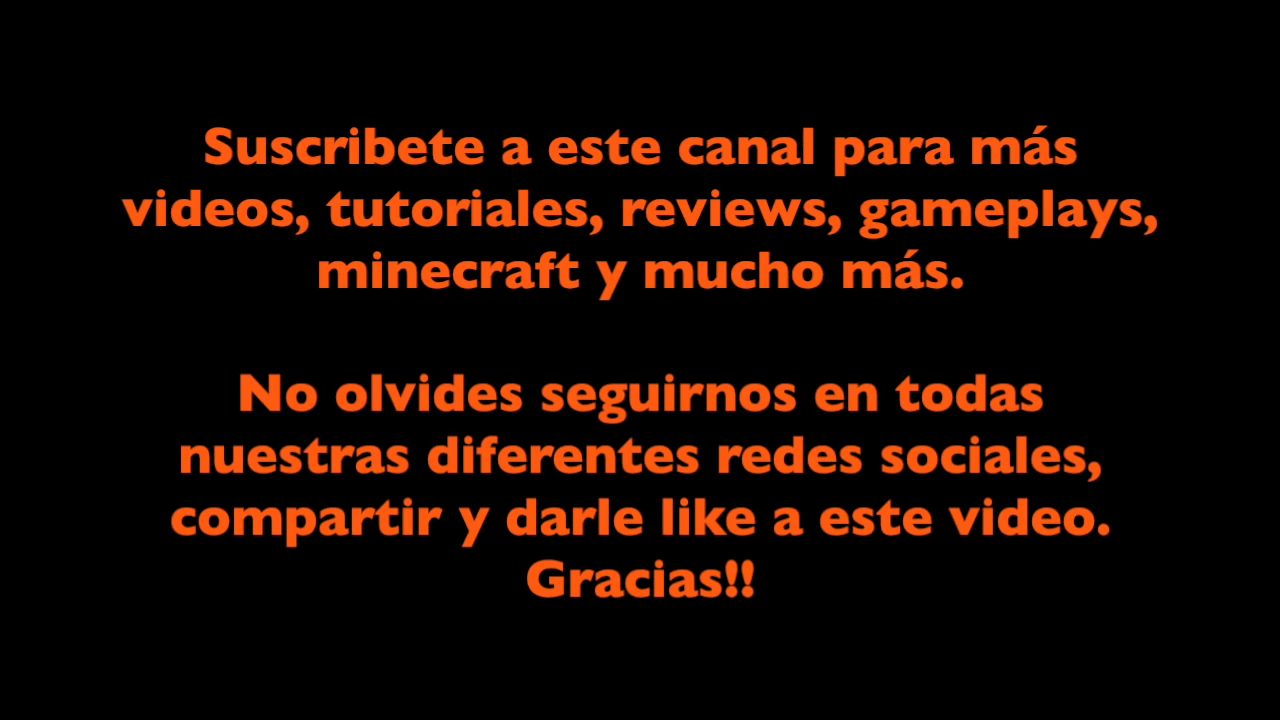 Suscribete a este canal para más
videos, tutoriales, reviews, gameplays,
minecraft y mucho más.
No olvides seguirnos en todas
nuestras diferentes redes sociales,
compartir y darle like a este video.
Gracias!!